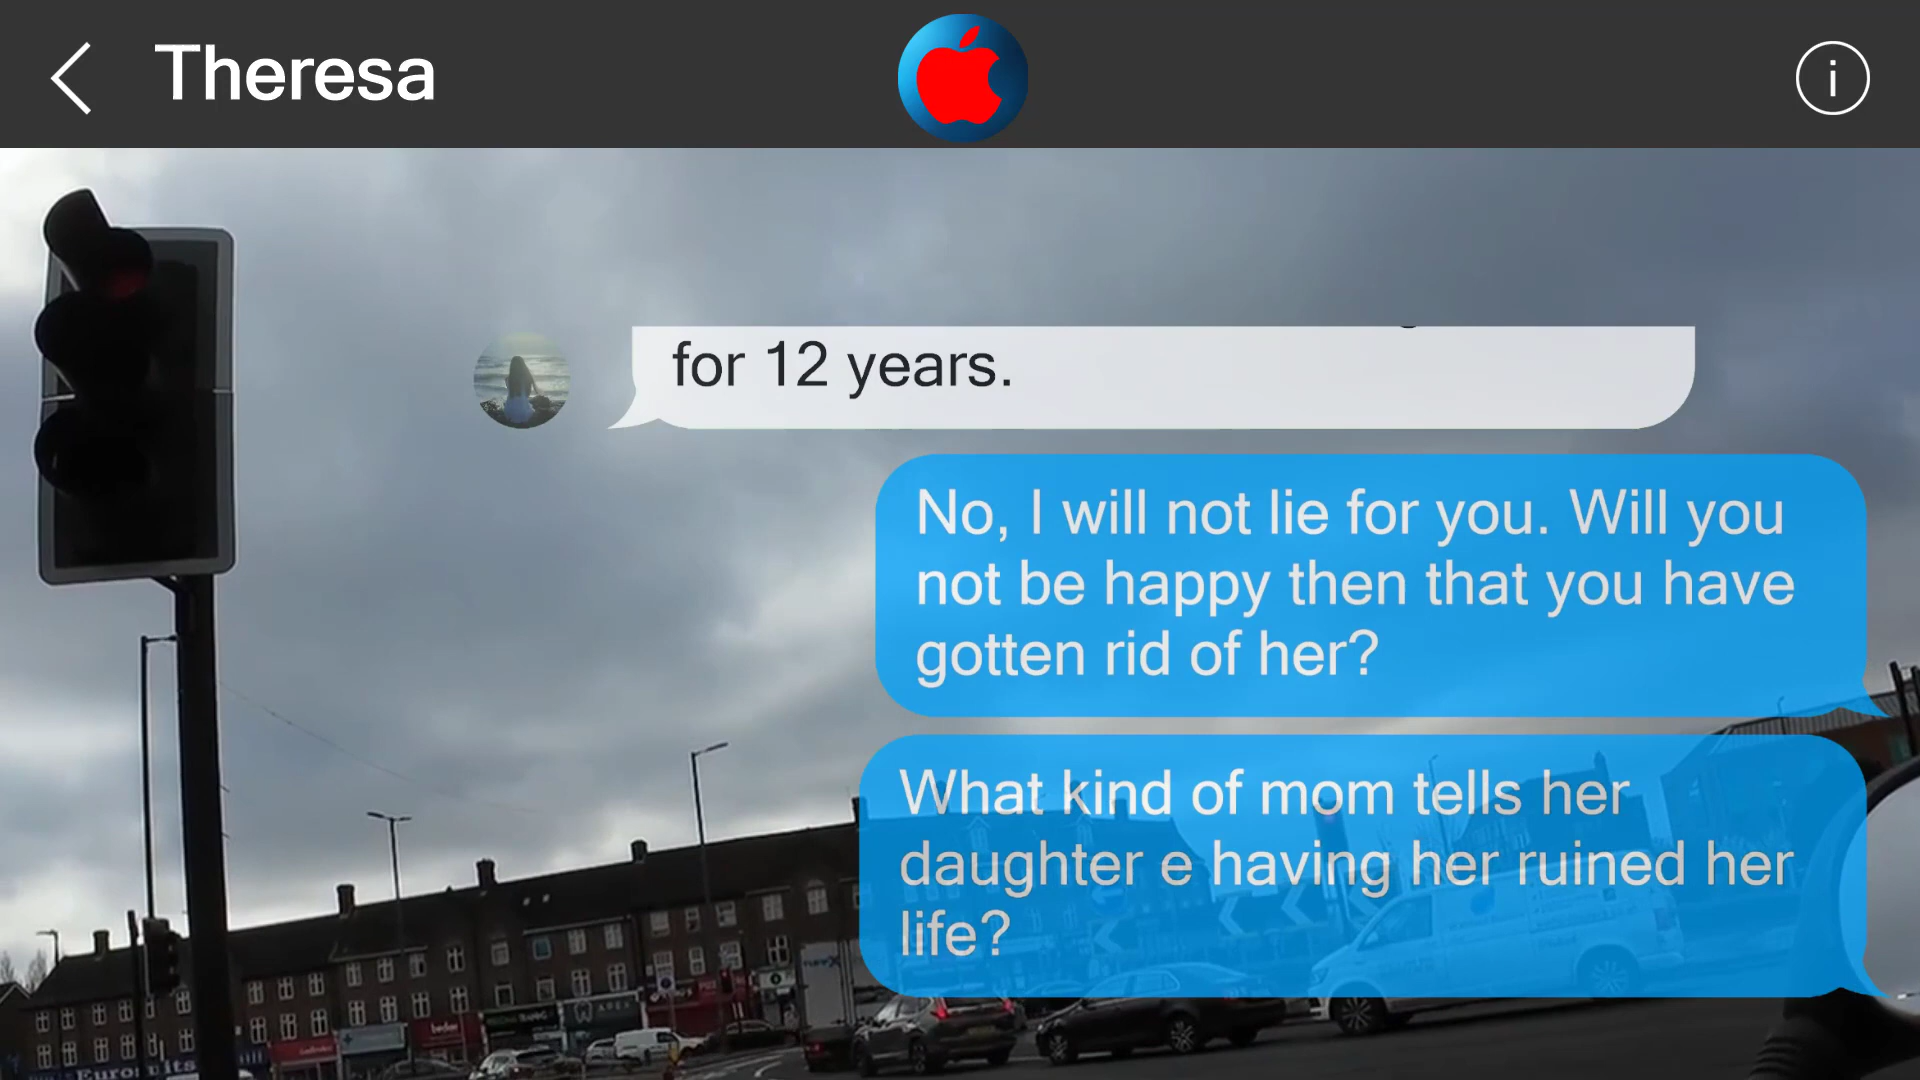 Theresa
for 12 years.
No, I will not lie for you. Will you
not be happy then that you have
gotten rid of her?
What kind of mom tells her
daughter e having her ruined her
life?